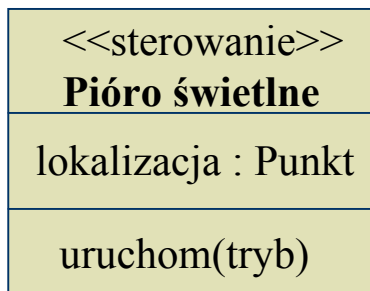 <<sterowanie>>
Pióro świetlne
lokalizacja : Punkt
uruchom(tryb)